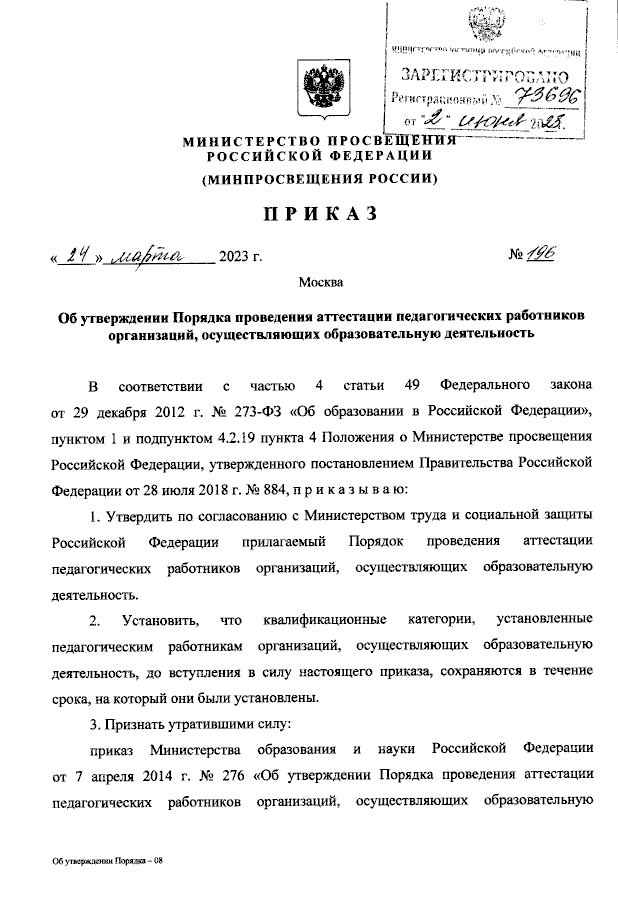 МИНИСТЕРСТВО ЮСТИЦИИ РОССИЙСКОЙ ФЕДЕРАЦИИ
ЗАРЕГИСТРИРОВАНО
Регистрационный № 73696
от "2" июня 2023.
МИНИСТЕРСТВО ПРОСВЕЩЕНИЯ
РОССИЙСКОЙ ФЕДЕРАЦИИ
(МИНПРОСВЕЩЕНИЯ РОССИИ)
ПРИКАЗ
«24» марта 2023 г. № 196
Москва
Об утверждении Порядка проведения аттестации педагогических работников
организаций, осуществляющих образовательную деятельность
В соответствии с частью 4 статьи 49 Федерального закона
от 29 декабря 2012 г. № 273-ФЗ «Об образовании в Российской Федерации»,
пунктом 1 и подпунктом 4.2.19 пункта 4 Положения о Министерстве просвещения
Российской Федерации, утвержденного постановлением Правительства Российской
Федерации от 28 июля 2018 г. № 884, п р и к а з ы в а ю:
1. Утвердить по согласованию с Министерством труда и социальной защиты
Российской Федерации прилагаемый Порядок проведения аттестации
педагогических работников организаций, осуществляющих образовательную
деятельность.
2. Установить, что квалификационные категории, установленные
педагогическим работникам организаций, осуществляющих образовательную
деятельность, до вступления в силу настоящего приказа, сохраняются в течение
срока, на который они были установлены.
3. Признать утратившими силу:
приказ Министерства образования и науки Российской Федерации
от 7 апреля 2014 г. № 276 «Об утверждении Порядка проведения аттестации
педагогических работников организаций, осуществляющих образовательную
Об утверждении Порядка – 08